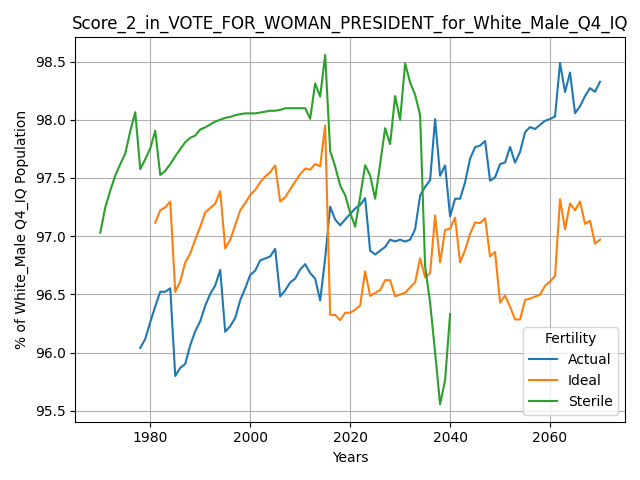 Score_2_in_VOTE_FOR_WOMAN_PRESIDENT_for_White_Male_Q4_IQ
% of White_Male Q4_IQ Population
98.5
98.0
97.5
97.0
96.5
96.0
95.5
Fertility
Actual
Ideal
Sterile
1980
2000
2020
2040
2060
Years